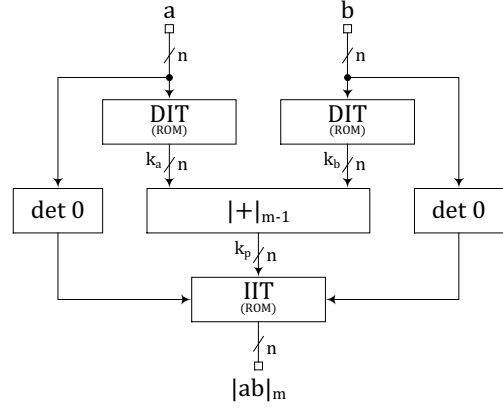 a b
n n
DIT DIT
(ROM) (ROM)
k_a n k_b n
det 0 |+|_{m-1} det 0
k_p n
IIT
(ROM)
n
|ab|_m